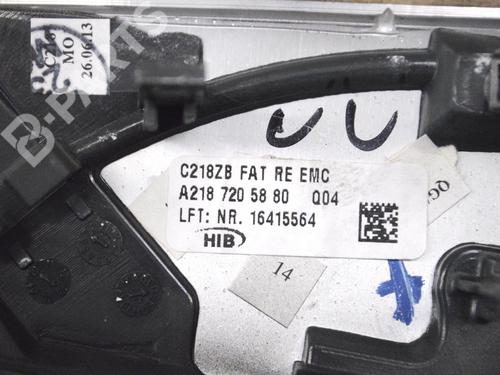 C218
MO
26.06.13
B-PARTS
C218ZB FAT RE EMC
A218 720 58 80 Q04
LFT: NR. 16415564
HIB
14